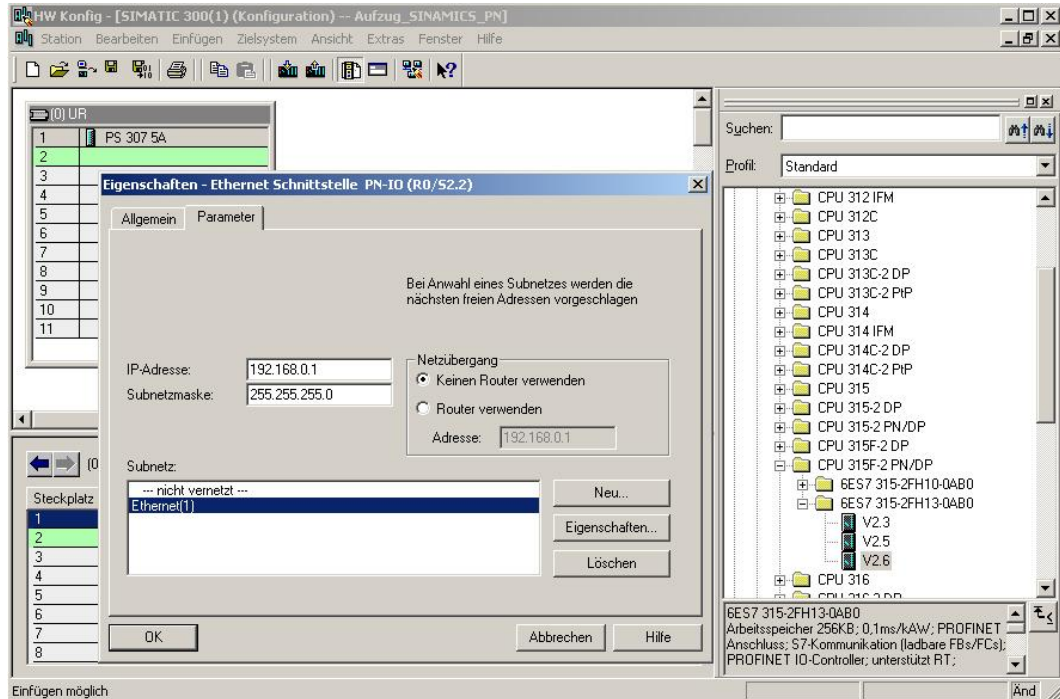 HW Konfig - [SIMATIC 300(1) (Konfiguration) -- Aufzug_SINAMICS_PN]
Station Bearbeiten Einfügen Zielsystem Ansicht Extras Fenster Hilfe
(0) UR
1 PS 307 5A
2
3
4
5
6
7
8
9
10
11
Eigenschaften - Ethernet Schnittstelle PN-IO (R0/S2.2)
Allgemein Parameter
Bei Anwahl eines Subnetzes werden die
nächsten freien Adressen vorgeschlagen
IP-Adresse: 192.168.0.1
Subnetzmaske: 255.255.255.0
Netzübergang
Keinen Router verwenden
Router verwenden
Adresse: 192.168.0.1
Subnetz:
--- nicht vernetzt ---
Ethernet(1)
Neu...
Eigenschaften...
Löschen
OK Abbrechen Hilfe
(0
Steckplatz
1
2
3
4
5
6
7
8
Suchen:
Profil: Standard
CPU 312 IFM
CPU 312C
CPU 313
CPU 313C
CPU 313C-2 DP
CPU 313C-2 PtP
CPU 314
CPU 314 IFM
CPU 314C-2 DP
CPU 314C-2 PtP
CPU 315
CPU 315-2 DP
CPU 315-2 PN/DP
CPU 315F-2 DP
CPU 315F-2 PN/DP
6ES7 315-2FH10-0AB0
6ES7 315-2FH13-0AB0
V2.3
V2.5
V2.6
CPU 316
CPU 316-2 DP
6ES7 315-2FH13-0AB0
Arbeitsspeicher 256KB; 0,1ms/kAW; PROFINET
Anschluss; S7-Kommunikation (ladbare FBs/FCs);
PROFINET IO-Controller; unterstützt RT;
Einfügen möglich
Änd